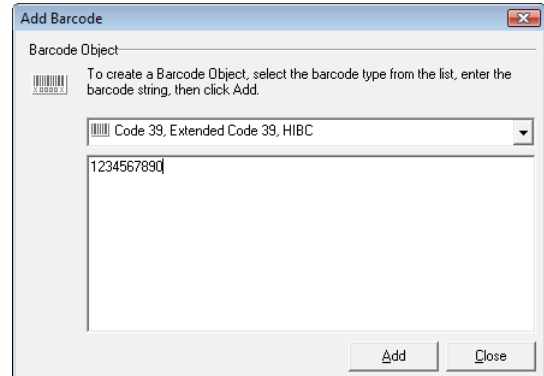 Add Barcode
Barcode Object
To create a Barcode Object, select the barcode type from the list, enter the
barcode string, then click Add.
Code 39, Extended Code 39, HIBC
1234567890
Add
Close